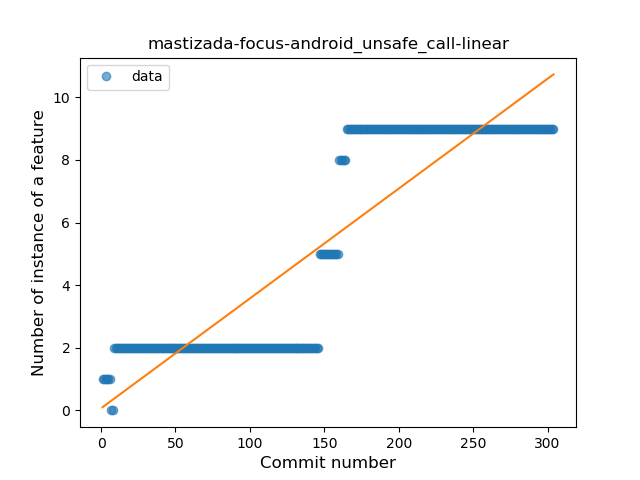 mastizada-focus-android_unsafe_call-linear
data
Number of instance of a feature
10
8
6
4
2
0
0 50 100 150 200 250 300
Commit number